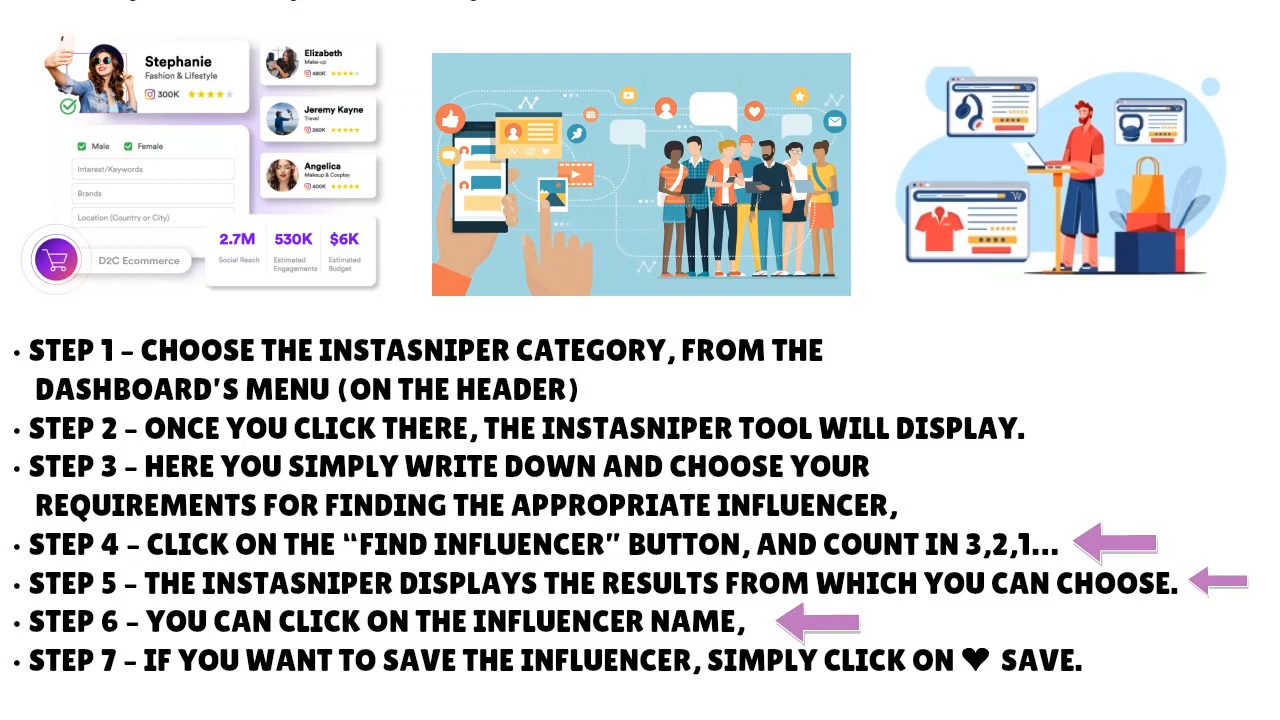 Stephanie
Fashion & Lifestyle
300K
Male Female
Interest/Keywords
Brands
Location (Country or City)
D2C Ecommerce
Elizabeth
Make-up
480K
Jeremy Kayne
Travel
260K
Angelica
Makeup & Cosplay
400K
2.7M 530K $6K
Social Reach Estimated Engagements Estimated Budget
• STEP 1 – CHOOSE THE INSTASNIPER CATEGORY, FROM THE
DASHBOARD'S MENU (ON THE HEADER)
• STEP 2 – ONCE YOU CLICK THERE, THE INSTASNIPER TOOL WILL DISPLAY.
• STEP 3 – HERE YOU SIMPLY WRITE DOWN AND CHOOSE YOUR
REQUIREMENTS FOR FINDING THE APPROPRIATE INFLUENCER,
• STEP 4 – CLICK ON THE “FIND INFLUENCER” BUTTON, AND COUNT IN 3,2,1...
• STEP 5 – THE INSTASNIPER DISPLAYS THE RESULTS FROM WHICH YOU CAN CHOOSE.
• STEP 6 – YOU CAN CLICK ON THE INFLUENCER NAME,
• STEP 7 – IF YOU WANT TO SAVE THE INFLUENCER, SIMPLY CLICK ON ♥ SAVE.